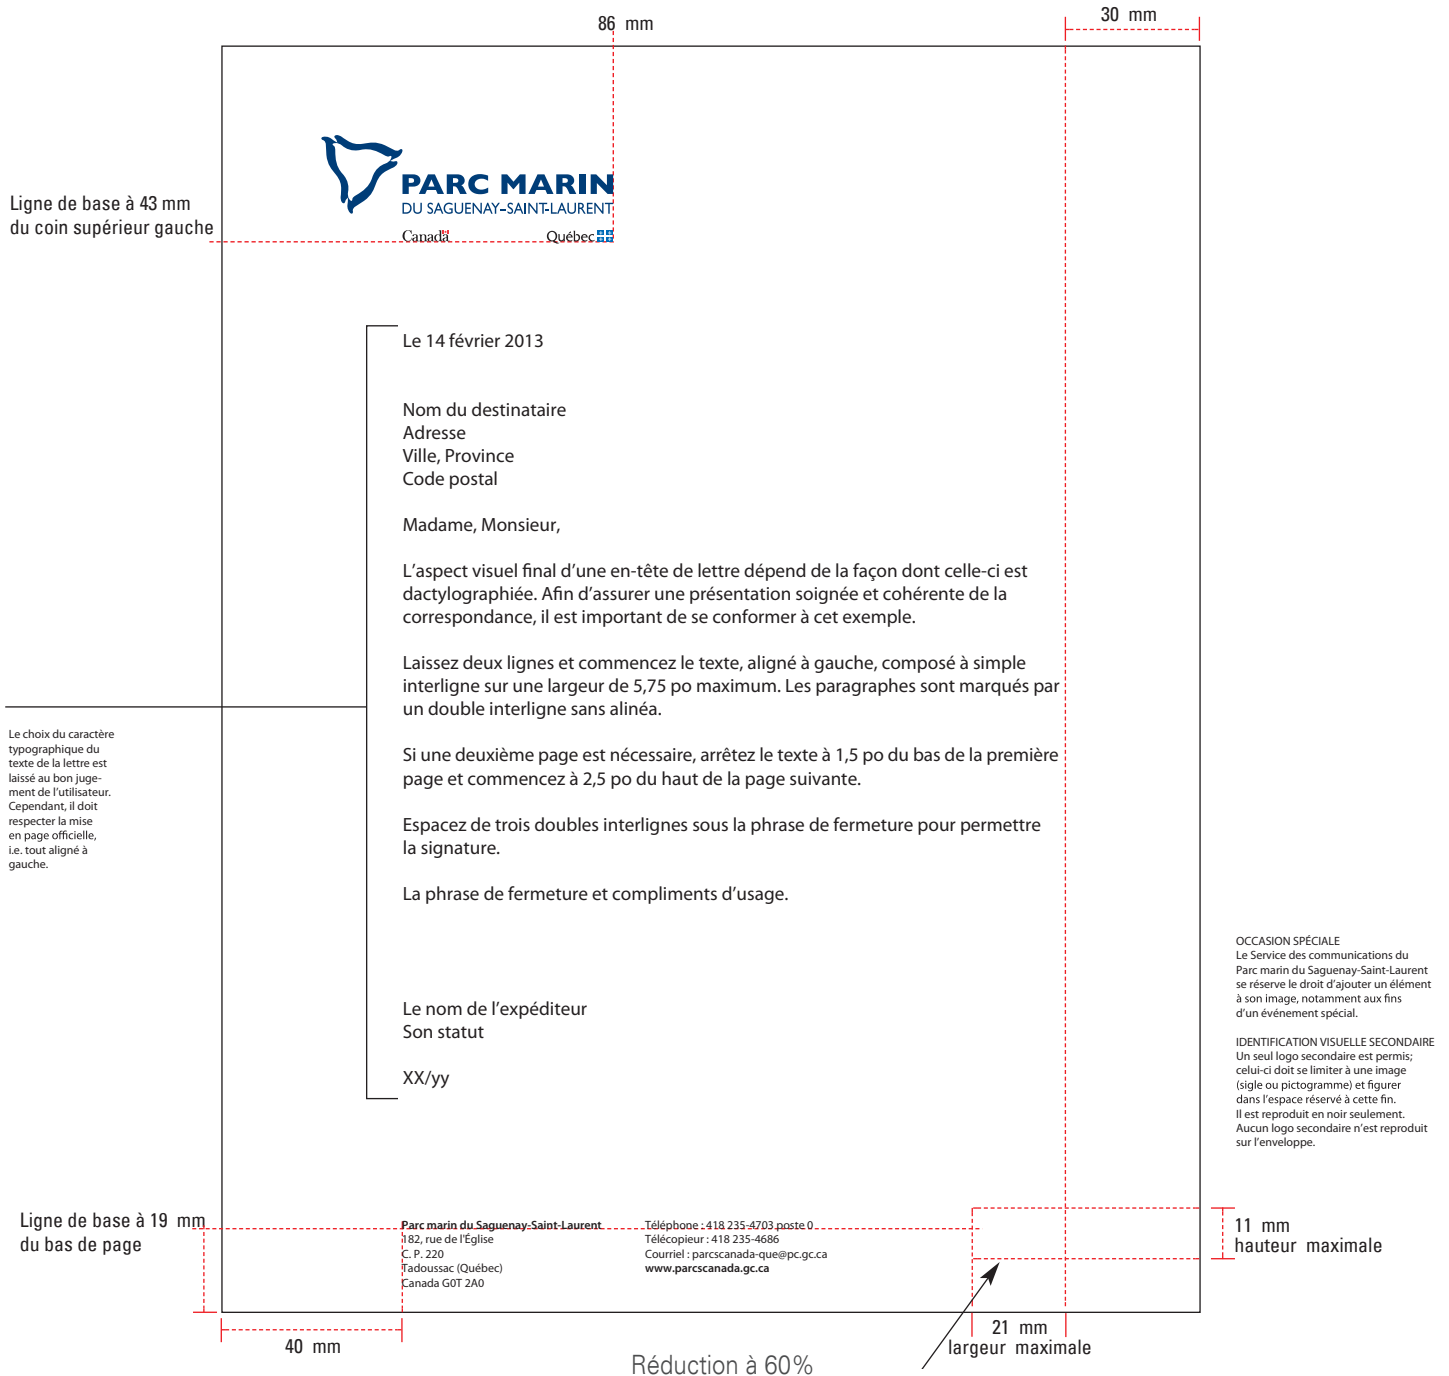 86 mm
30 mm
PARC MARIN
DU SAGUENAY–SAINT-LAURENT
Canada
Québec
Ligne de base à 43 mm
du coin supérieur gauche
Le 14 février 2013
Nom du destinataire
Adresse
Ville, Province
Code postal
Madame, Monsieur,
L’aspect visuel final d’une en-tête de lettre dépend de la façon dont celle-ci est
dactylographiée. Afin d’assurer une présentation soignée et cohérente de la
correspondance, il est important de se conformer à cet exemple.
Laissez deux lignes et commencez le texte, aligné à gauche, composé à simple
interligne sur une largeur de 5,75 po maximum. Les paragraphes sont marqués par
un double interligne sans alinéa.
Si une deuxième page est nécessaire, arrêtez le texte à 1,5 po du bas de la première
page et commencez à 2,5 po du haut de la page suivante.
Espacez de trois doubles interlignes sous la phrase de fermeture pour permettre
la signature.
La phrase de fermeture et compliments d’usage.
Le nom de l’expéditeur
Son statut
XX/yy
Le choix du caractère
typographique du
texte de la lettre est
laissé au bon juge-
ment de l’utilisateur.
Cependant, il doit
respecter la mise
en page officielle,
i.e. tout aligné à
gauche.
OCCASION SPÉCIALE
Le Service des communications du
Parc marin du Saguenay-Saint-Laurent
se réserve le droit d’ajouter un élément
à son image, notamment aux fins
d’un événement spécial.
IDENTIFICATION VISUELLE SECONDAIRE
Un seul logo secondaire est permis;
celui-ci doit se limiter à une image
(sigle ou pictogramme) et figurer
dans l’espace réservé à cette fin.
Il est reproduit en noir seulement.
Aucun logo secondaire n’est reproduit
sur l’enveloppe.
Ligne de base à 19 mm
du bas de page
Parc marin du Saguenay-Saint-Laurent
182, rue de l'Église
C. P. 220
Tadoussac (Québec)
Canada G0T 2A0
Téléphone : 418 235-4703 poste 0
Télécopieur : 418 235-4686
Courriel : parcscanada-que@pc.gc.ca
www.parcscanada.gc.ca
11 mm
hauteur maximale
40 mm
21 mm
largeur maximale
Réduction à 60%